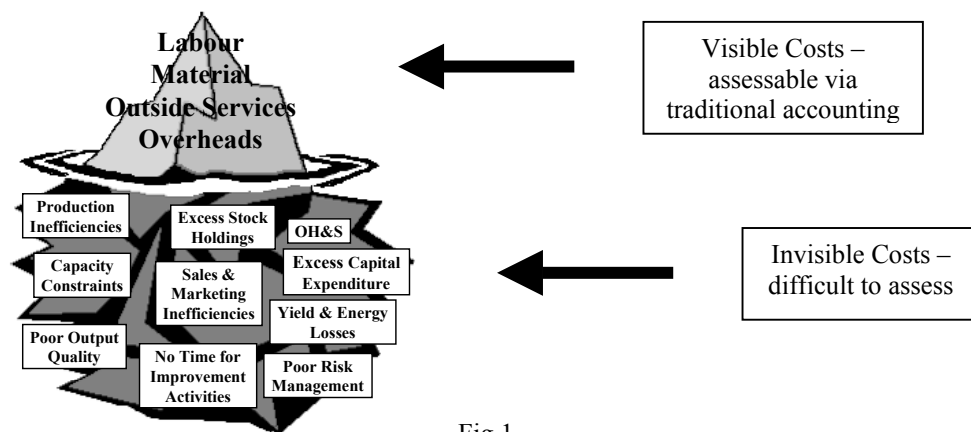 Labour
Material
Outside Services
Overheads
Visible Costs –
assessable via
traditional accounting
Production
Inefficiencies
Excess Stock
Holdings
OH&S
Capacity
Constraints
Sales &
Marketing
Inefficiencies
Excess Capital
Expenditure
Invisible Costs –
difficult to assess
Yield & Energy
Losses
Poor Output
Quality
No Time for
Improvement
Activities
Poor Risk
Management
Fig 1